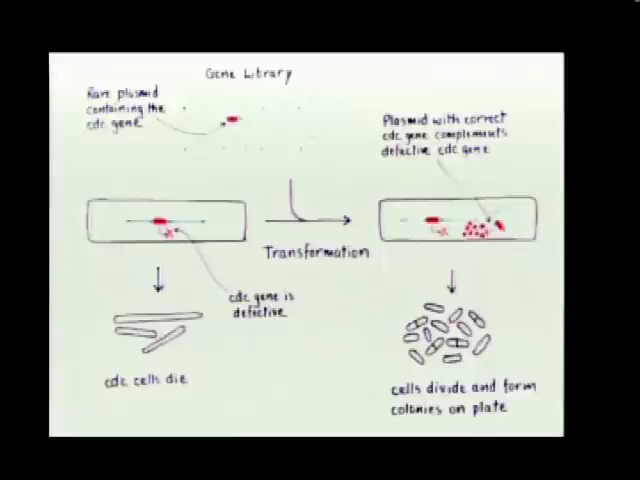 Gene Library
Rare plasmid
containing the
cdc gene
Plasmid with correct
cdc gene complements
defective cdc gene
Transformation
cdc gene is
defective
cdc cells die
cells divide and form
colonies on plate